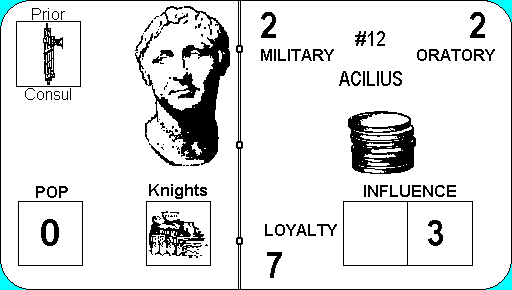 Prior
Consul
POP
0
Knights
2
MILITARY
#12
2
ORATORY
ACILIUS
INFLUENCE
3
LOYALTY
7